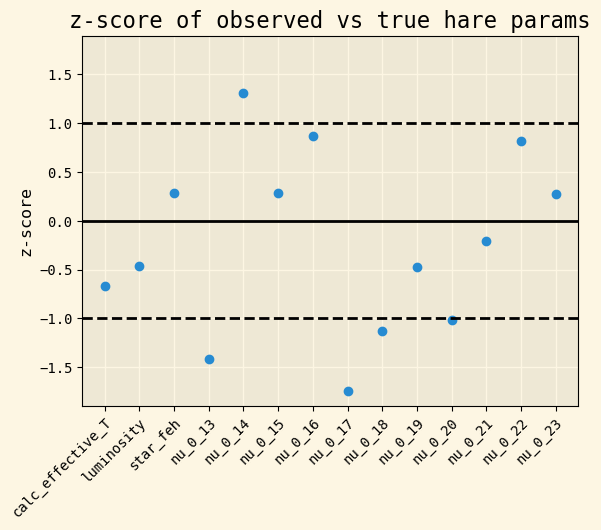 z-score of observed vs true hare params
z-score
1.5
1.0
0.5
0.0
−0.5
−1.0
−1.5
calc_effective_T
luminosity
star_feh
nu_0_13
nu_0_14
nu_0_15
nu_0_16
nu_0_17
nu_0_18
nu_0_19
nu_0_20
nu_0_21
nu_0_22
nu_0_23